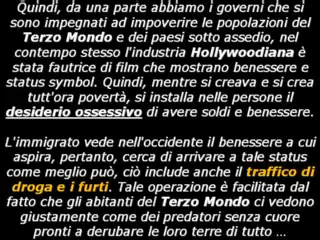 Quindi, da una parte abbiamo i governi che si
sono impegnati ad impoverire le popolazioni del
Terzo Mondo e dei paesi sotto assedio, nel
contempo stesso l'industria Hollywoodiana è
stata fautrice di film che mostrano benessere e
status symbol. Quindi, mentre si creava e si crea
tutt'ora povertà, si installa nelle persone il
desiderio ossessivo di avere soldi e benessere.
L'immigrato vede nell'occidente il benessere a cui
aspira, pertanto, cerca di arrivare a tale status
come meglio può, ciò include anche il traffico di
droga e i furti. Tale operazione è facilitata dal
fatto che gli abitanti del Terzo Mondo ci vedono
giustamente come dei predatori senza cuore
pronti a derubare le loro terre di tutto ...